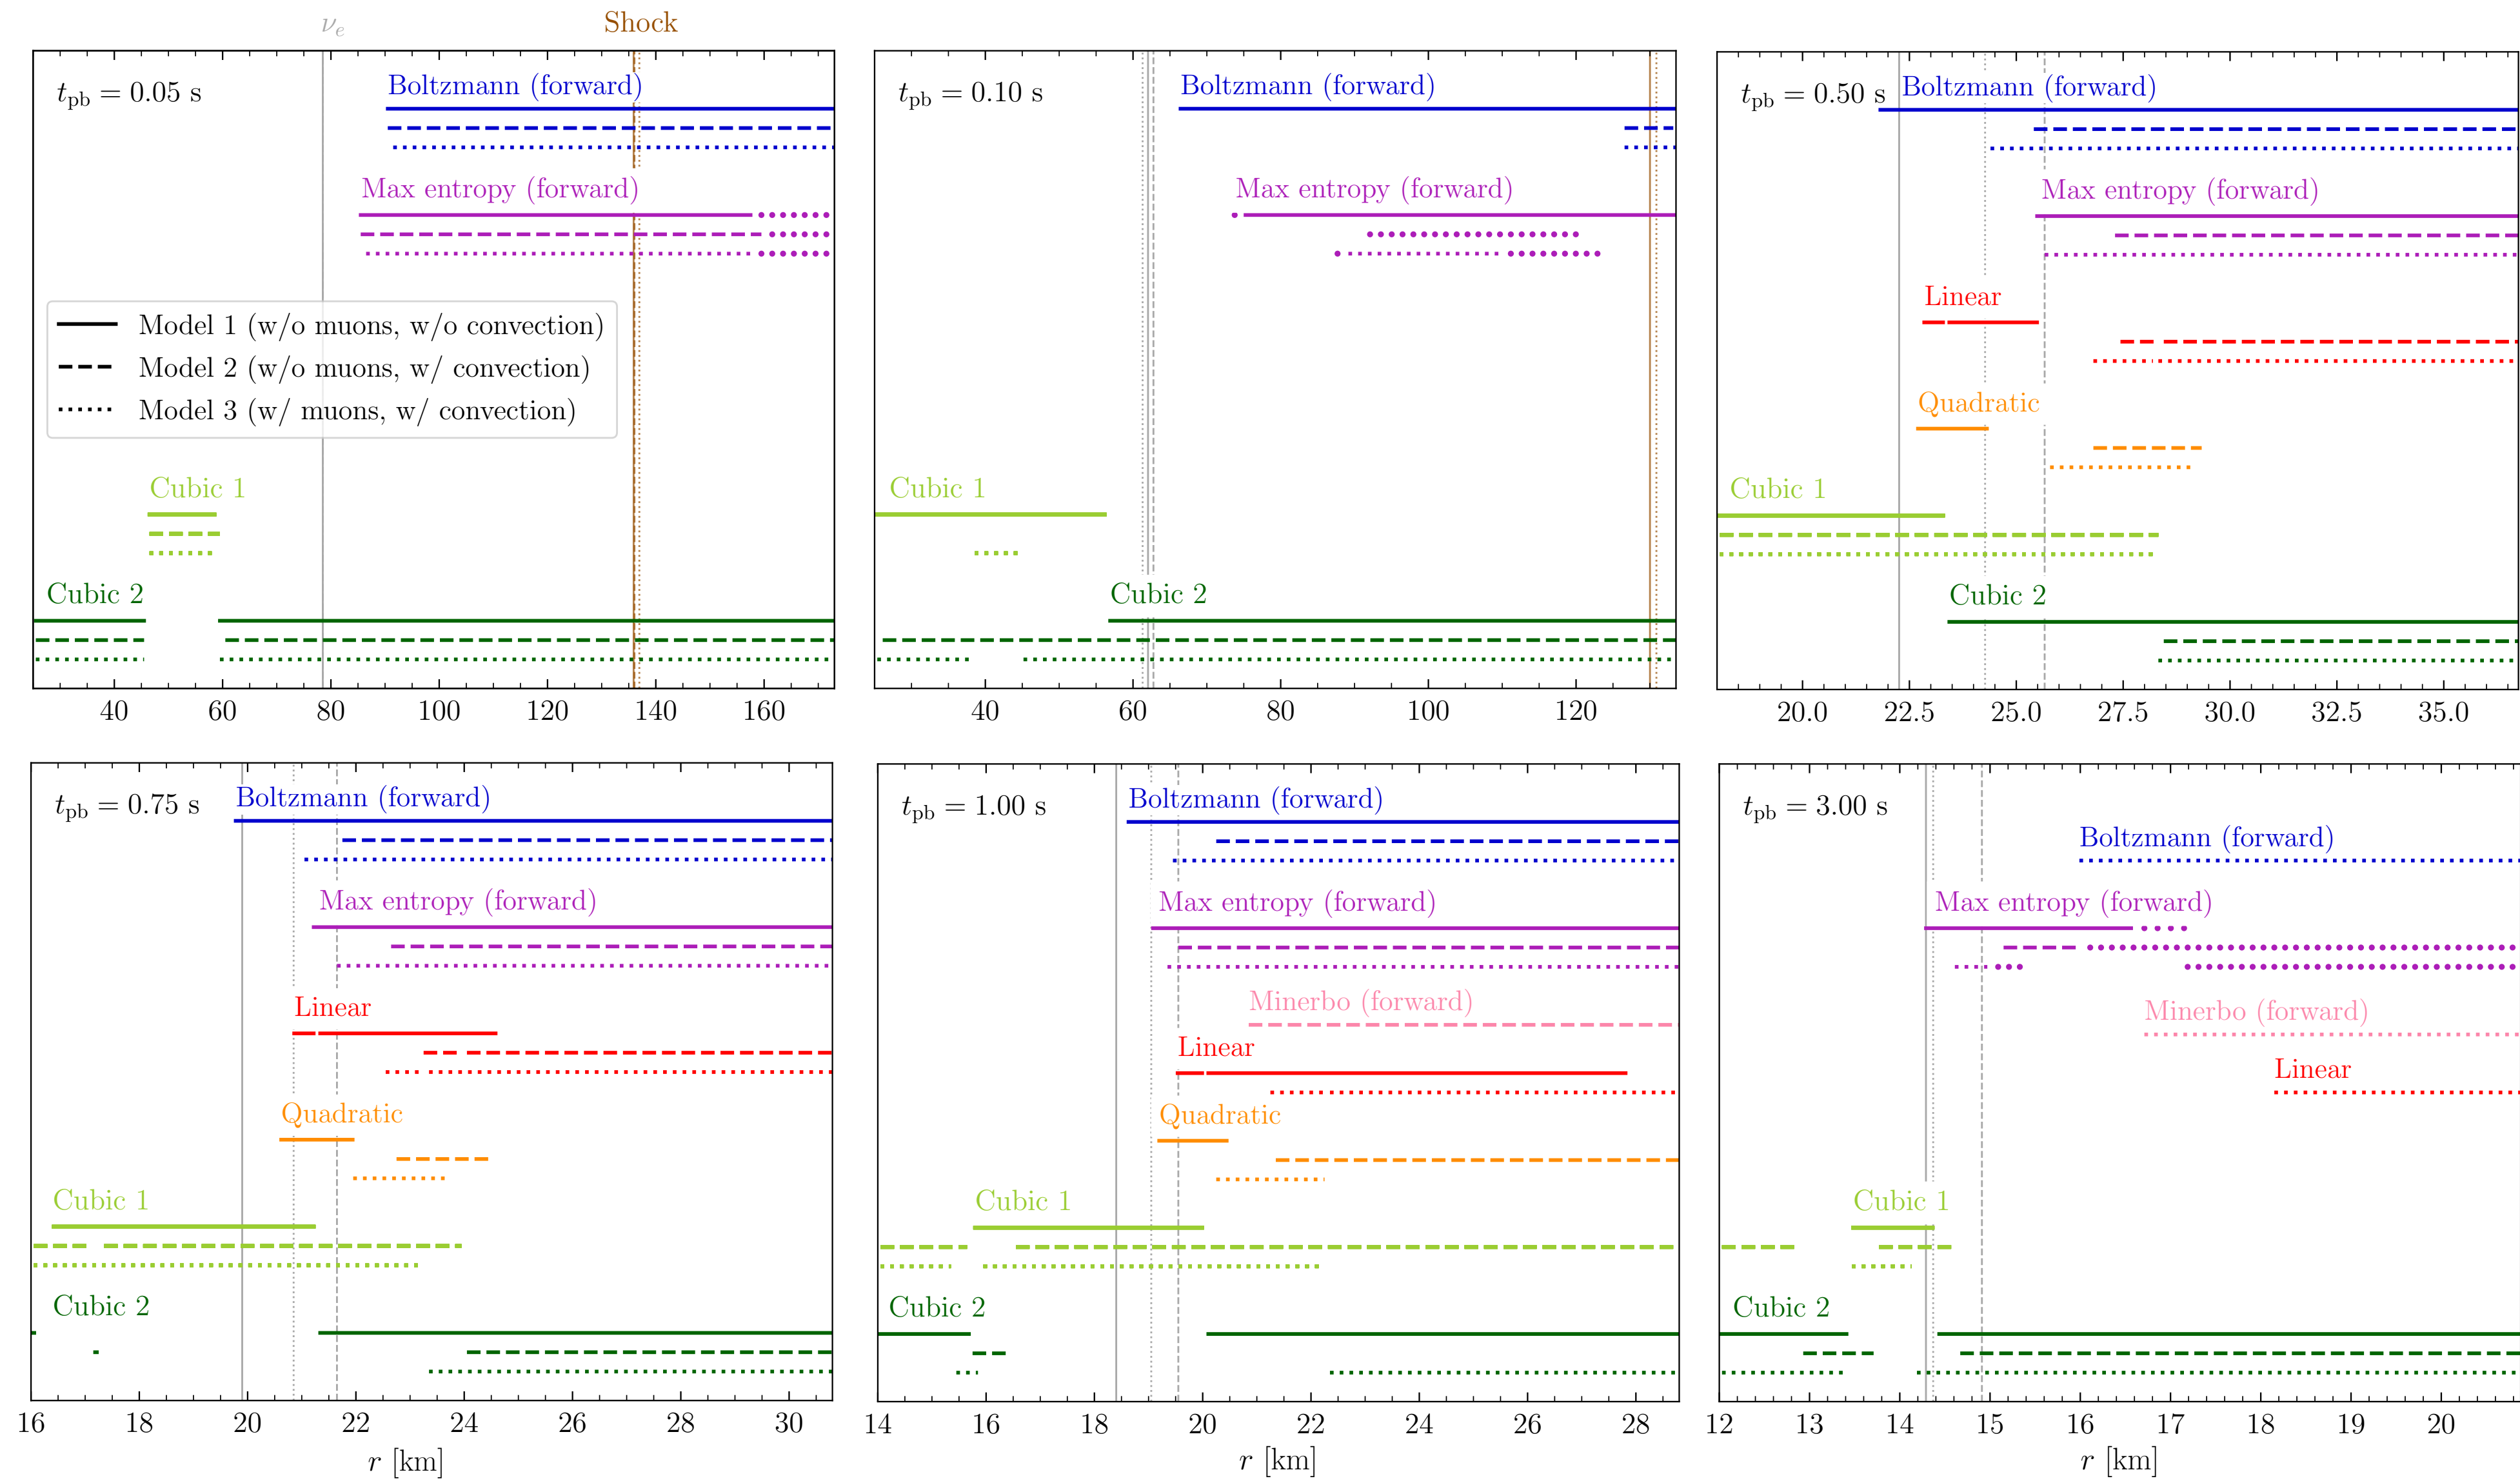 ν_e Shock
t_pb = 0.05 s
Boltzmann (forward)
Max entropy (forward)
Model 1 (w/o muons, w/o convection)
Model 2 (w/o muons, w/ convection)
Model 3 (w/ muons, w/ convection)
Cubic 1
Cubic 2
40 60 80 100 120 140 160
t_pb = 0.10 s
Boltzmann (forward)
Max entropy (forward)
Cubic 1
Cubic 2
40 60 80 100 120
t_pb = 0.50 s
Boltzmann (forward)
Max entropy (forward)
Linear
Quadratic
Cubic 1
Cubic 2
20.0 22.5 25.0 27.5 30.0 32.5 35.0
t_pb = 0.75 s
Boltzmann (forward)
Max entropy (forward)
Linear
Quadratic
Cubic 1
Cubic 2
16 18 20 22 24 26 28 30
r [km]
t_pb = 1.00 s
Boltzmann (forward)
Max entropy (forward)
Minerbo (forward)
Linear
Quadratic
Cubic 1
Cubic 2
14 16 18 20 22 24 26 28
r [km]
t_pb = 3.00 s
Boltzmann (forward)
Max entropy (forward)
Minerbo (forward)
Linear
Cubic 1
Cubic 2
12 13 14 15 16 17 18 19 20
r [km]